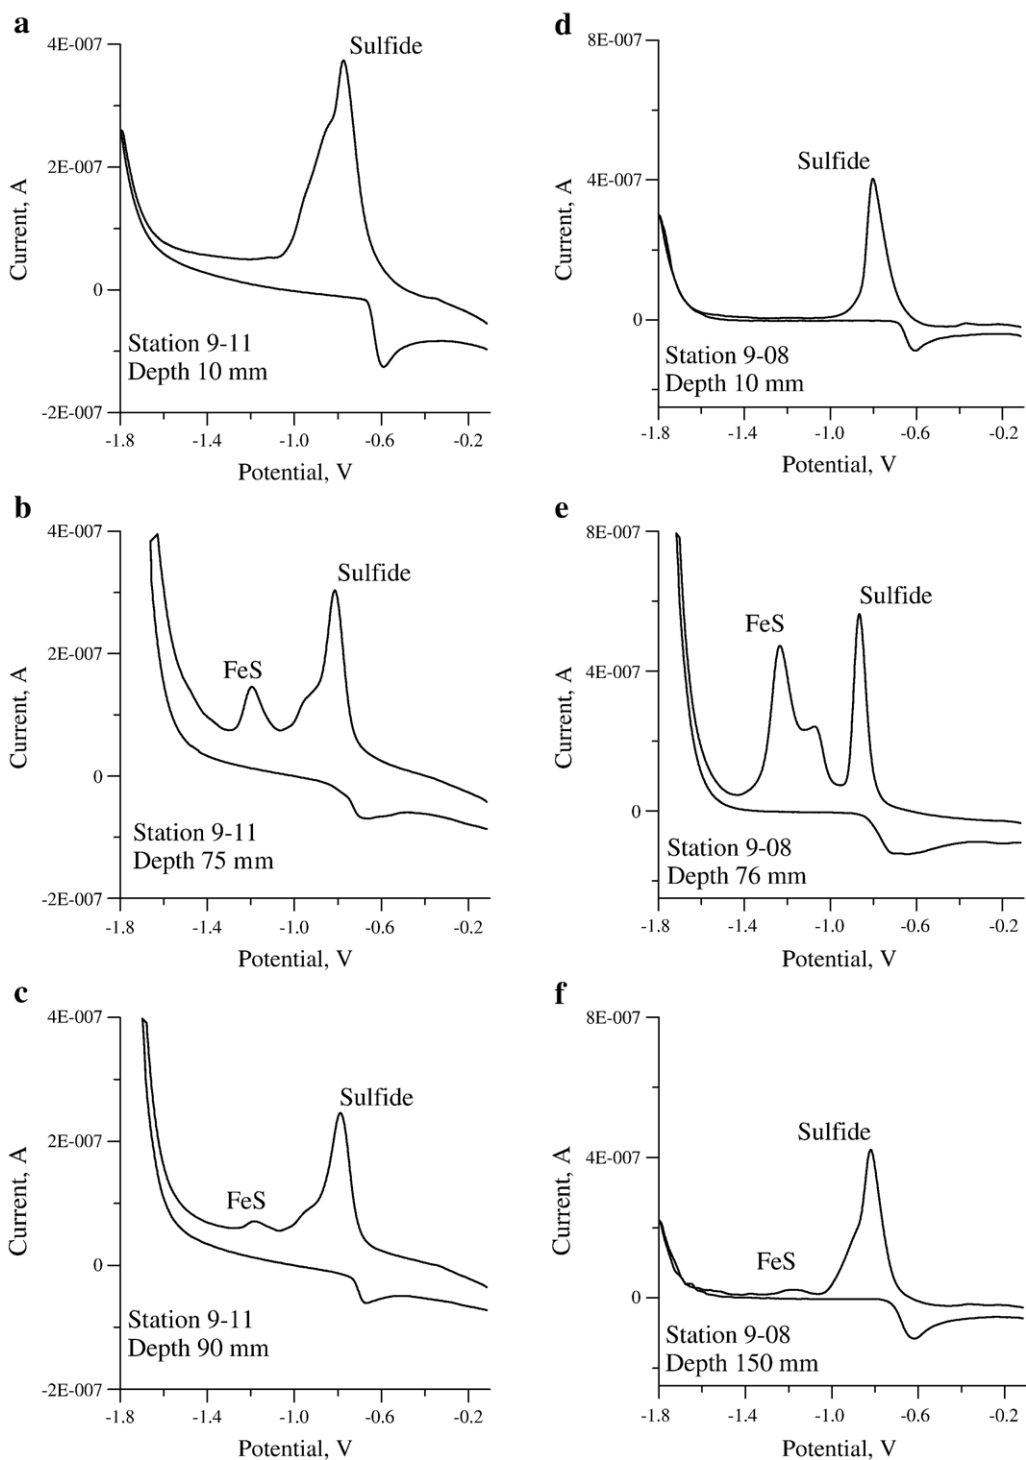 a
4E-007
2E-007
0
-2E-007
Current, A
Sulfide
Station 9-11
Depth 10 mm
-1.8
-1.4
-1.0
-0.6
-0.2
Potential, V
d
8E-007
4E-007
0
Current, A
Sulfide
Station 9-08
Depth 10 mm
-1.8
-1.4
-1.0
-0.6
-0.2
Potential, V
b
4E-007
2E-007
0
-2E-007
Current, A
Sulfide
FeS
Station 9-11
Depth 75 mm
-1.8
-1.4
-1.0
-0.6
-0.2
Potential, V
e
8E-007
4E-007
0
Current, A
Sulfide
FeS
Station 9-08
Depth 76 mm
-1.8
-1.4
-1.0
-0.6
-0.2
Potential, V
c
4E-007
2E-007
0
-2E-007
Current, A
Sulfide
FeS
Station 9-11
Depth 90 mm
-1.8
-1.4
-1.0
-0.6
-0.2
Potential, V
f
8E-007
4E-007
0
Current, A
Sulfide
FeS
Station 9-08
Depth 150 mm
-1.8
-1.4
-1.0
-0.6
-0.2
Potential, V